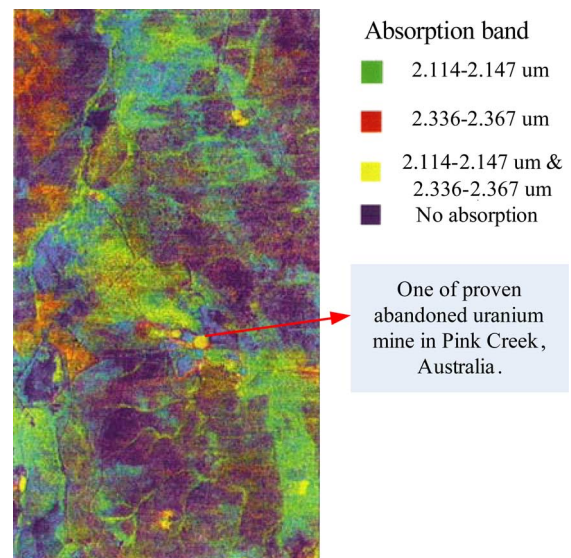 Absorption band
2.114-2.147 um
2.336-2.367 um
2.114-2.147 um &
2.336-2.367 um
No absorption
One of proven
abandoned uranium
mine in Pink Creek,
Australia.